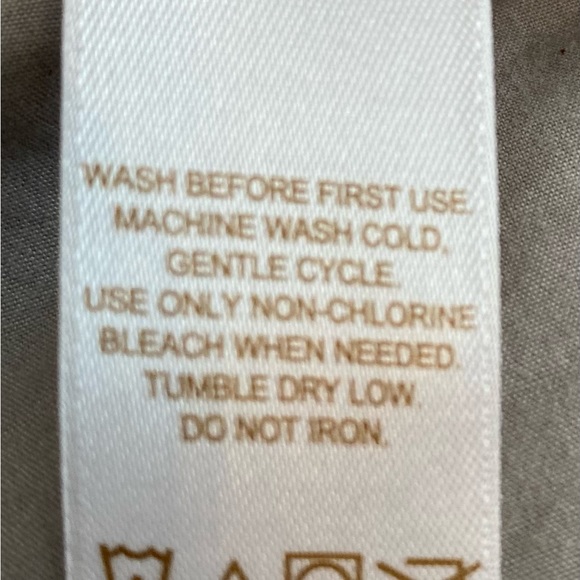 WASH BEFORE FIRST USE.
MACHINE WASH COLD.
GENTLE CYCLE.
USE ONLY NON-CHLORINE
BLEACH WHEN NEEDED.
TUMBLE DRY LOW.
DO NOT IRON.